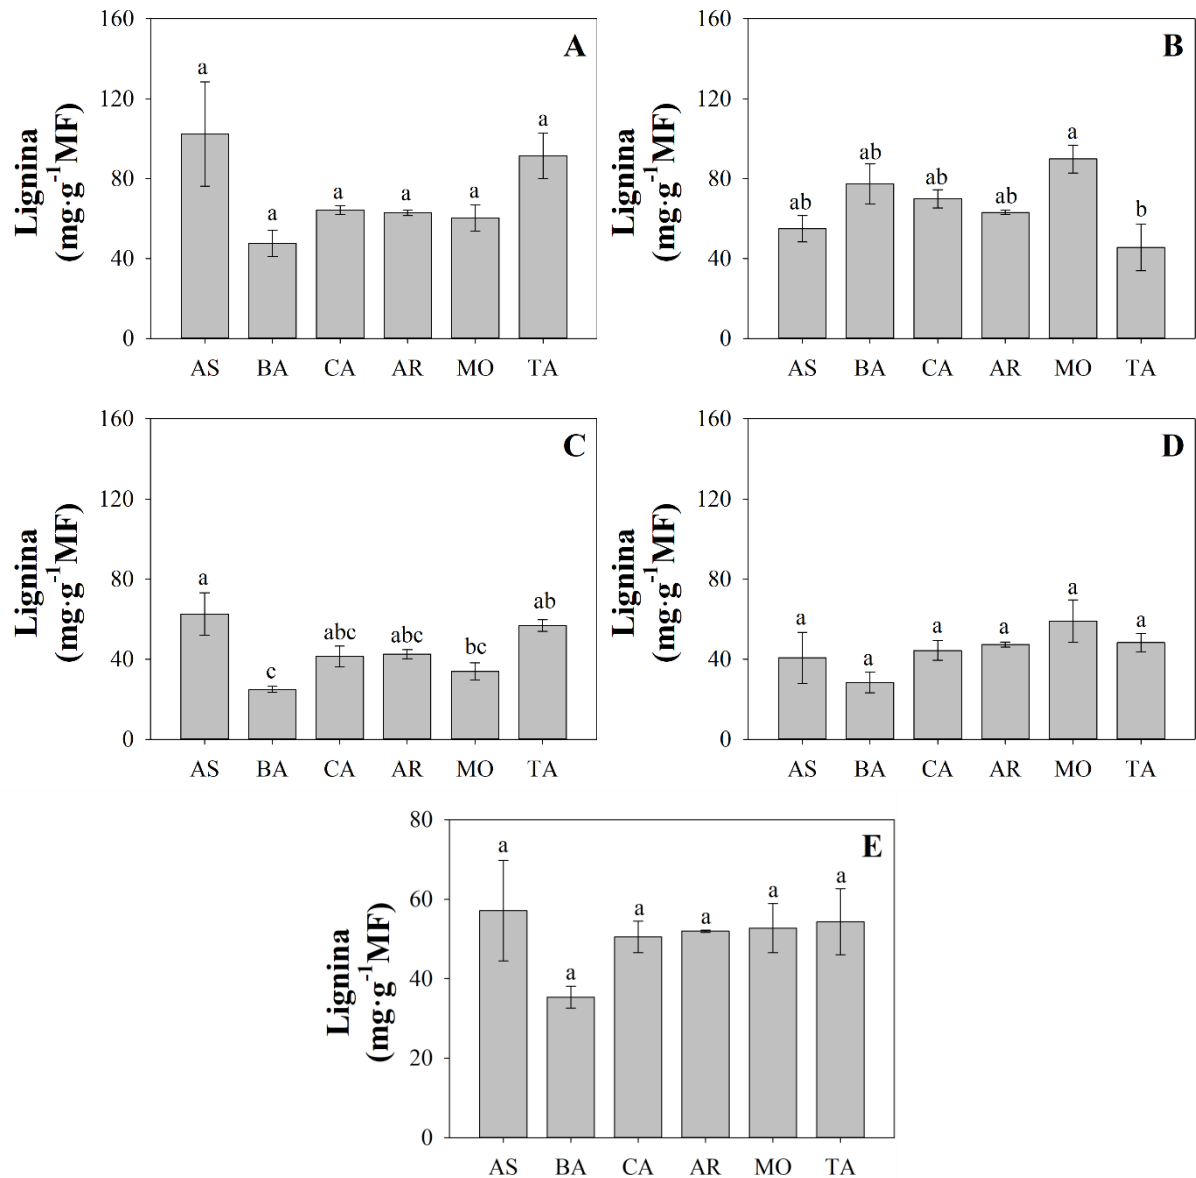 A
Lignina
(mg·g⁻¹MF)
160
120
80
40
0
a a a a a a
AS BA CA AR MO TA
B
Lignina
(mg·g⁻¹MF)
160
120
80
40
0
ab ab ab ab a b
AS BA CA AR MO TA
C
Lignina
(mg·g⁻¹MF)
160
120
80
40
0
a c abc abc bc ab
AS BA CA AR MO TA
D
Lignina
(mg·g⁻¹MF)
160
120
80
40
0
a a a a a a
AS BA CA AR MO TA
E
Lignina
(mg·g⁻¹MF)
80
60
40
20
0
a a a a a a
AS BA CA AR MO TA